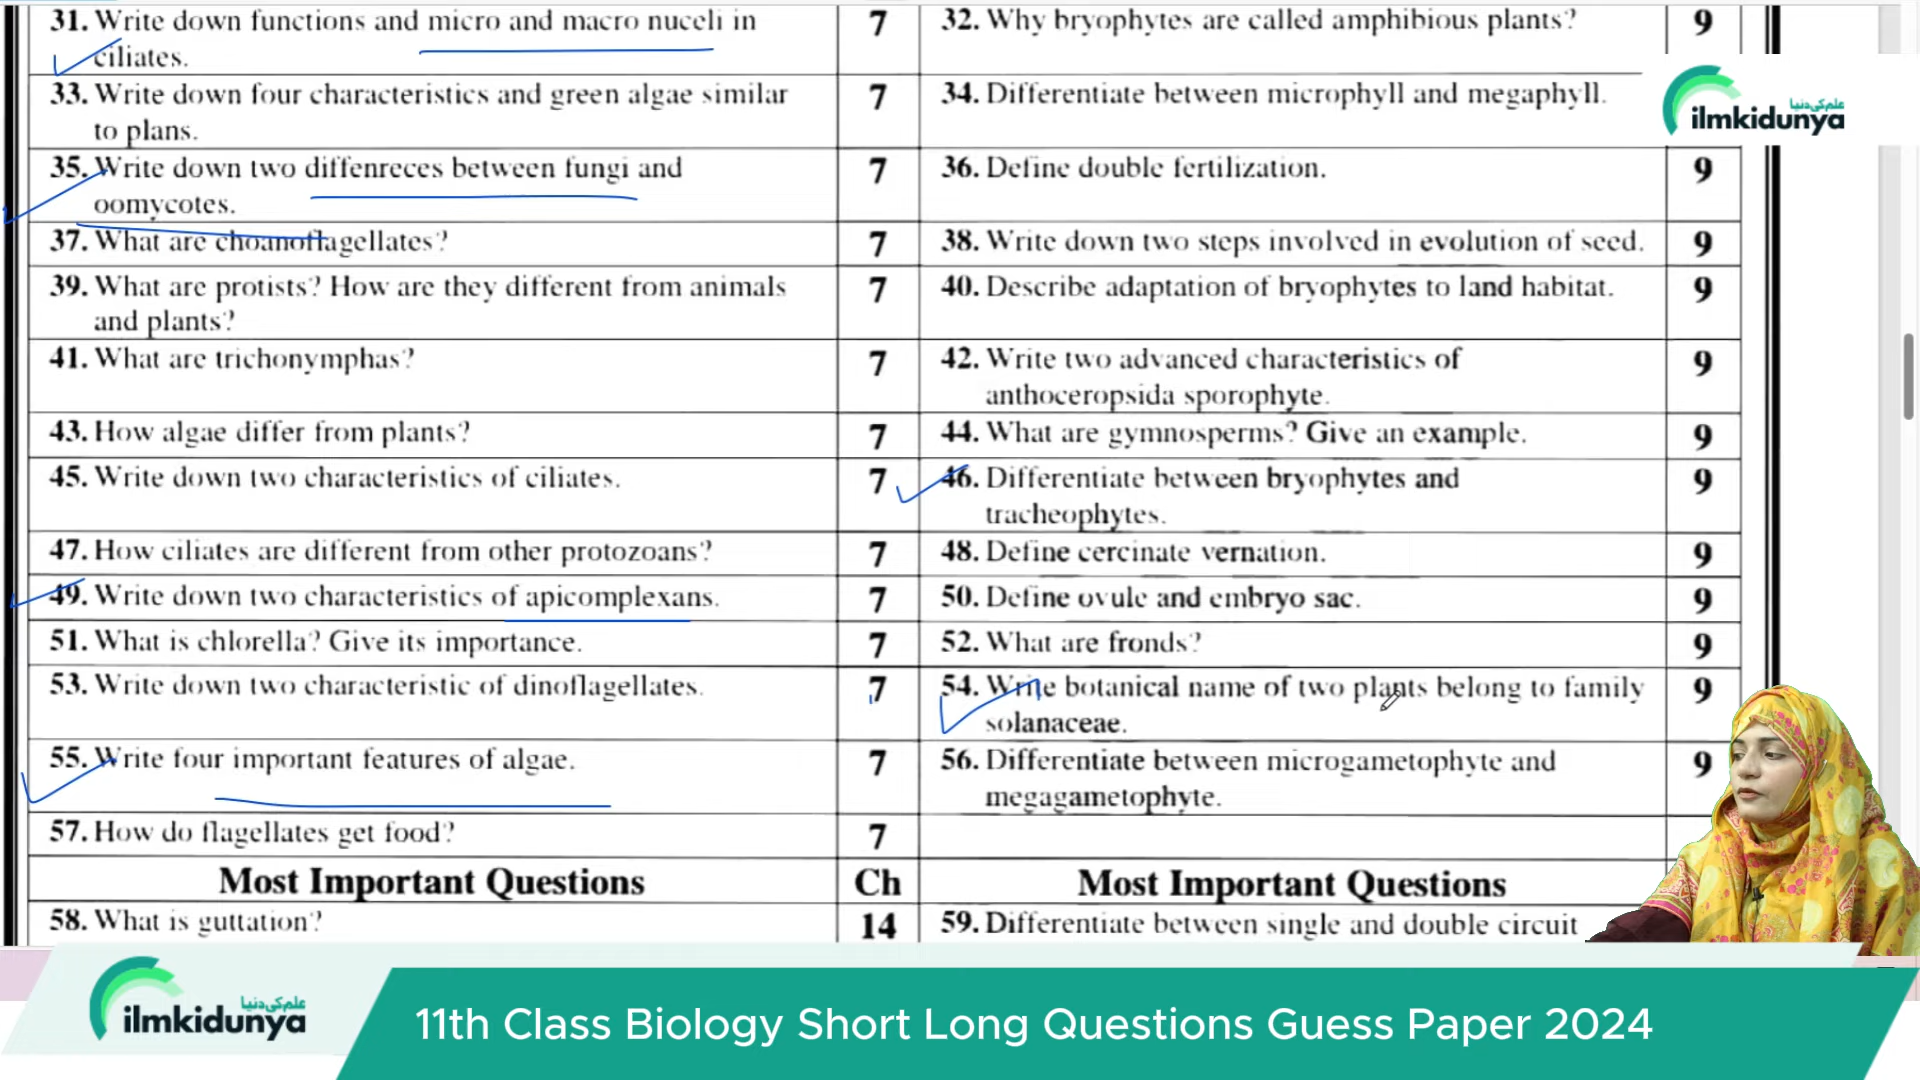 31. Write down functions and micro and macro nuceli in
ciliates.
7
32. Why bryophytes are called amphibious plants?
9
33. Write down four characteristics and green algae similar
to plans.
7
34. Differentiate between microphyll and megaphyll.
35. Write down two diffenreces between fungi and
oomycotes.
7
36. Define double fertilization.
9
37. What are choanoflagellates?
7
38. Write down two steps involved in evolution of seed.
9
39. What are protists? How are they different from animals
and plants?
7
40. Describe adaptation of bryophytes to land habitat.
9
41. What are trichonymphas?
7
42. Write two advanced characteristics of
anthoceropsida sporophyte.
9
43. How algae differ from plants?
7
44. What are gymnosperms? Give an example.
9
45. Write down two characteristics of ciliates.
7
46. Differentiate between bryophytes and
tracheophytes.
9
47. How ciliates are different from other protozoans?
7
48. Define cercinate vernation.
9
49. Write down two characteristics of apicomplexans.
7
50. Define ovule and embryo sac.
9
51. What is chlorella? Give its importance.
7
52. What are fronds?
9
53. Write down two characteristic of dinoflagellates.
7
54. Write botanical name of two plants belong to family
solanaceae.
9
55. Write four important features of algae.
7
56. Differentiate between microgametophyte and
megagametophyte.
9
57. How do flagellates get food?
7
Most Important Questions
Ch
Most Important Questions
58. What is guttation?
14
59. Differentiate between single and double circuit
علم کی دنیا
ilmkidunya
علم کی دنیا
ilmkidunya
11th Class Biology Short Long Questions Guess Paper 2024